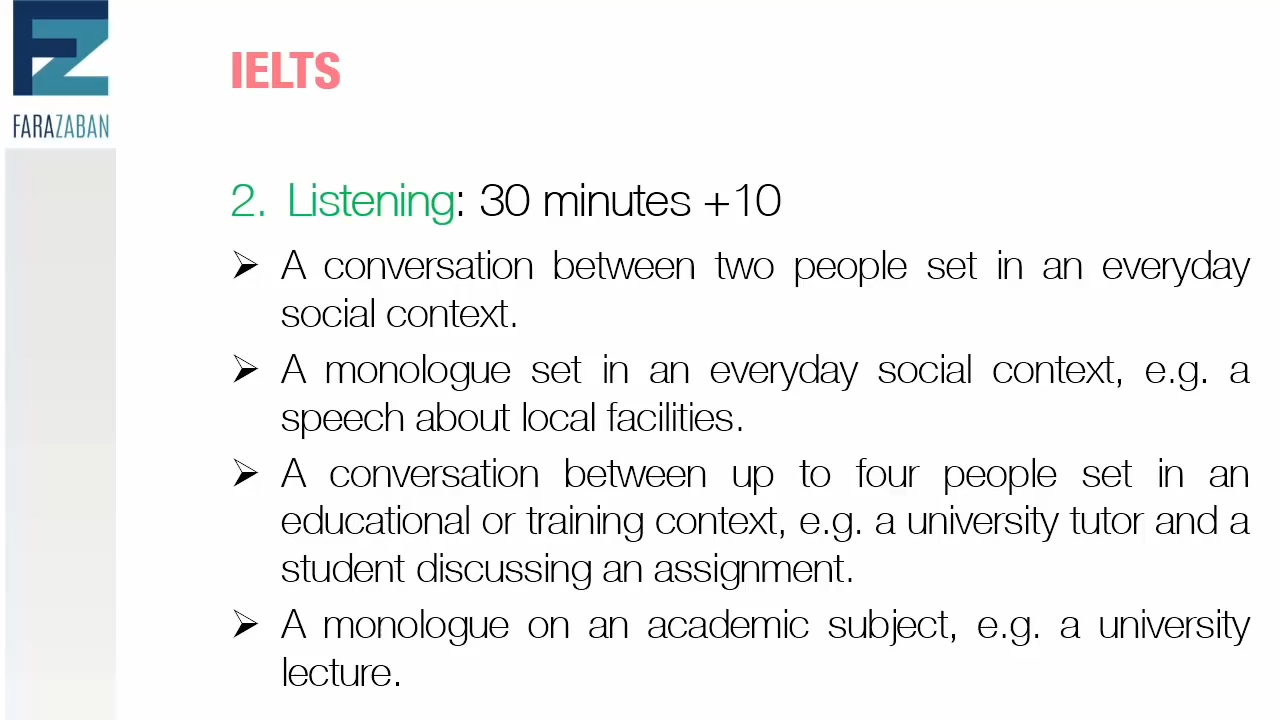 FZ
FARAZABAN
IELTS
2. Listening: 30 minutes +10
➢ A conversation between two people set in an everyday
social context.
➢ A monologue set in an everyday social context, e.g. a
speech about local facilities.
➢ A conversation between up to four people set in an
educational or training context, e.g. a university tutor and a
student discussing an assignment.
➢ A monologue on an academic subject, e.g. a university
lecture.